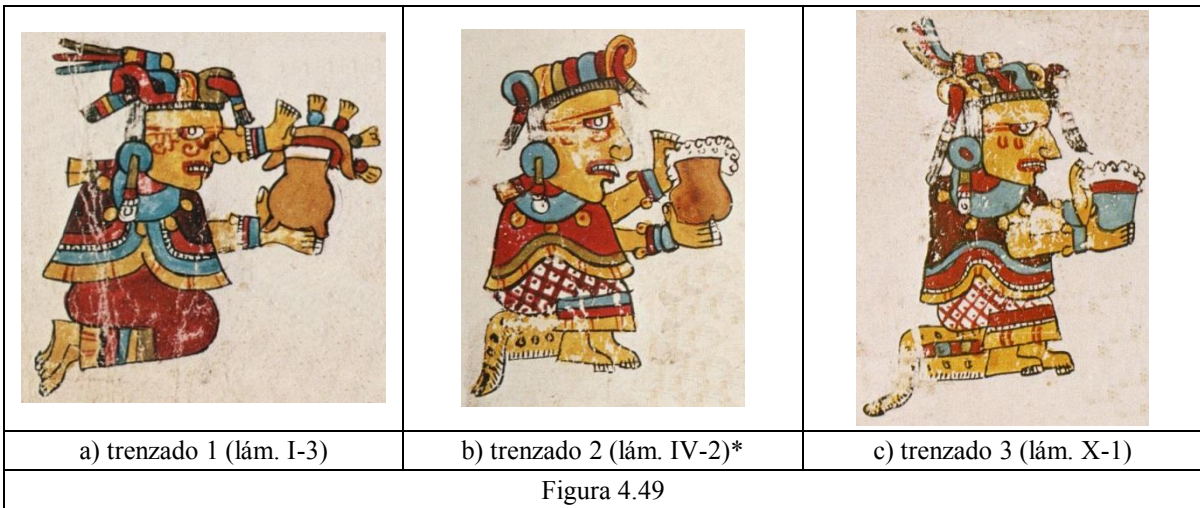 a) trenzado 1 (lám. I-3)
b) trenzado 2 (lám. IV-2)*
c) trenzado 3 (lám. X-1)
Figura 4.49